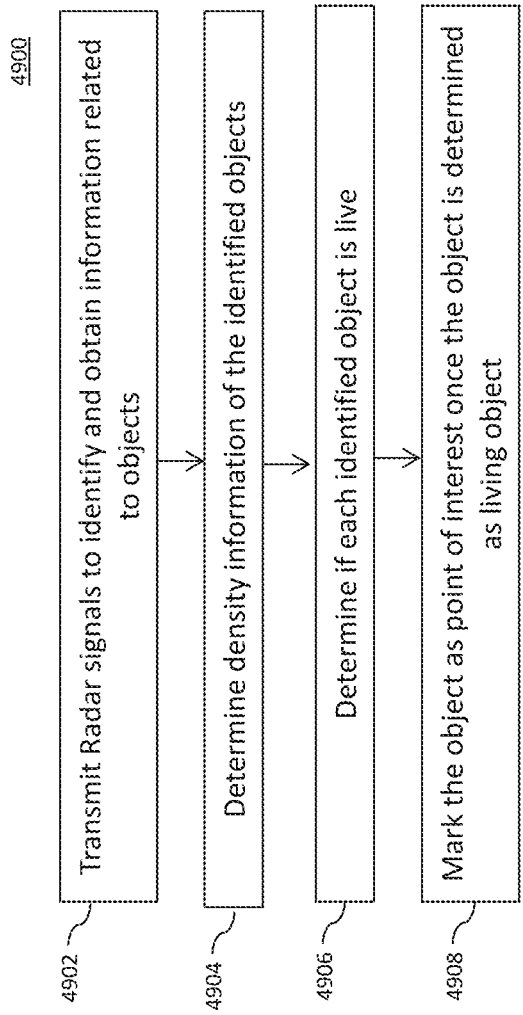 4900
4902
Transmit Radar signals to identify and obtain information related
to objects
4904
Determine density information of the identified objects
4906
Determine if each identified object is live
4908
Mark the object as point of interest once the object is determined
as living object